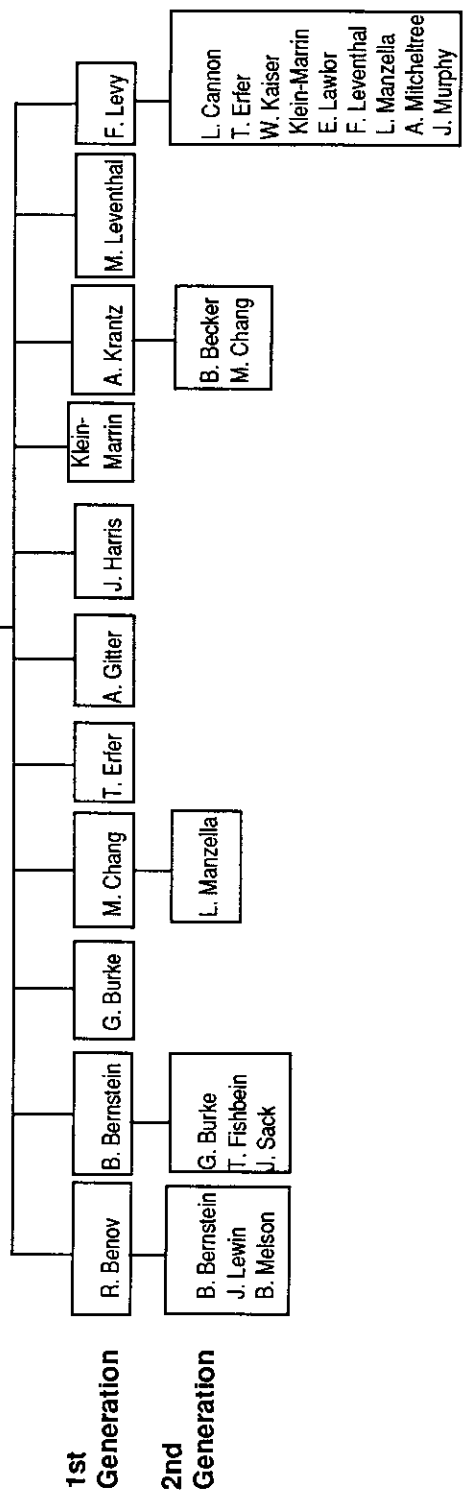 1st
Generation
R. Benov
B. Bernstein
G. Burke
M. Chang
T. Erfer
A. Gitter
J. Harris
Klein-
Marrin
A. Krantz
M. Leventhal
F. Levy
2nd
Generation
B. Bernstein
J. Lewin
B. Melson
G. Burke
T. Fishbein
J. Sack
L. Manzella
B. Becker
M. Chang
L. Cannon
T. Erfer
W. Kaiser
Klein-Marrin
E. Lawlor
F. Leventhal
L. Manzella
A. Mitcheltree
J. Murphy